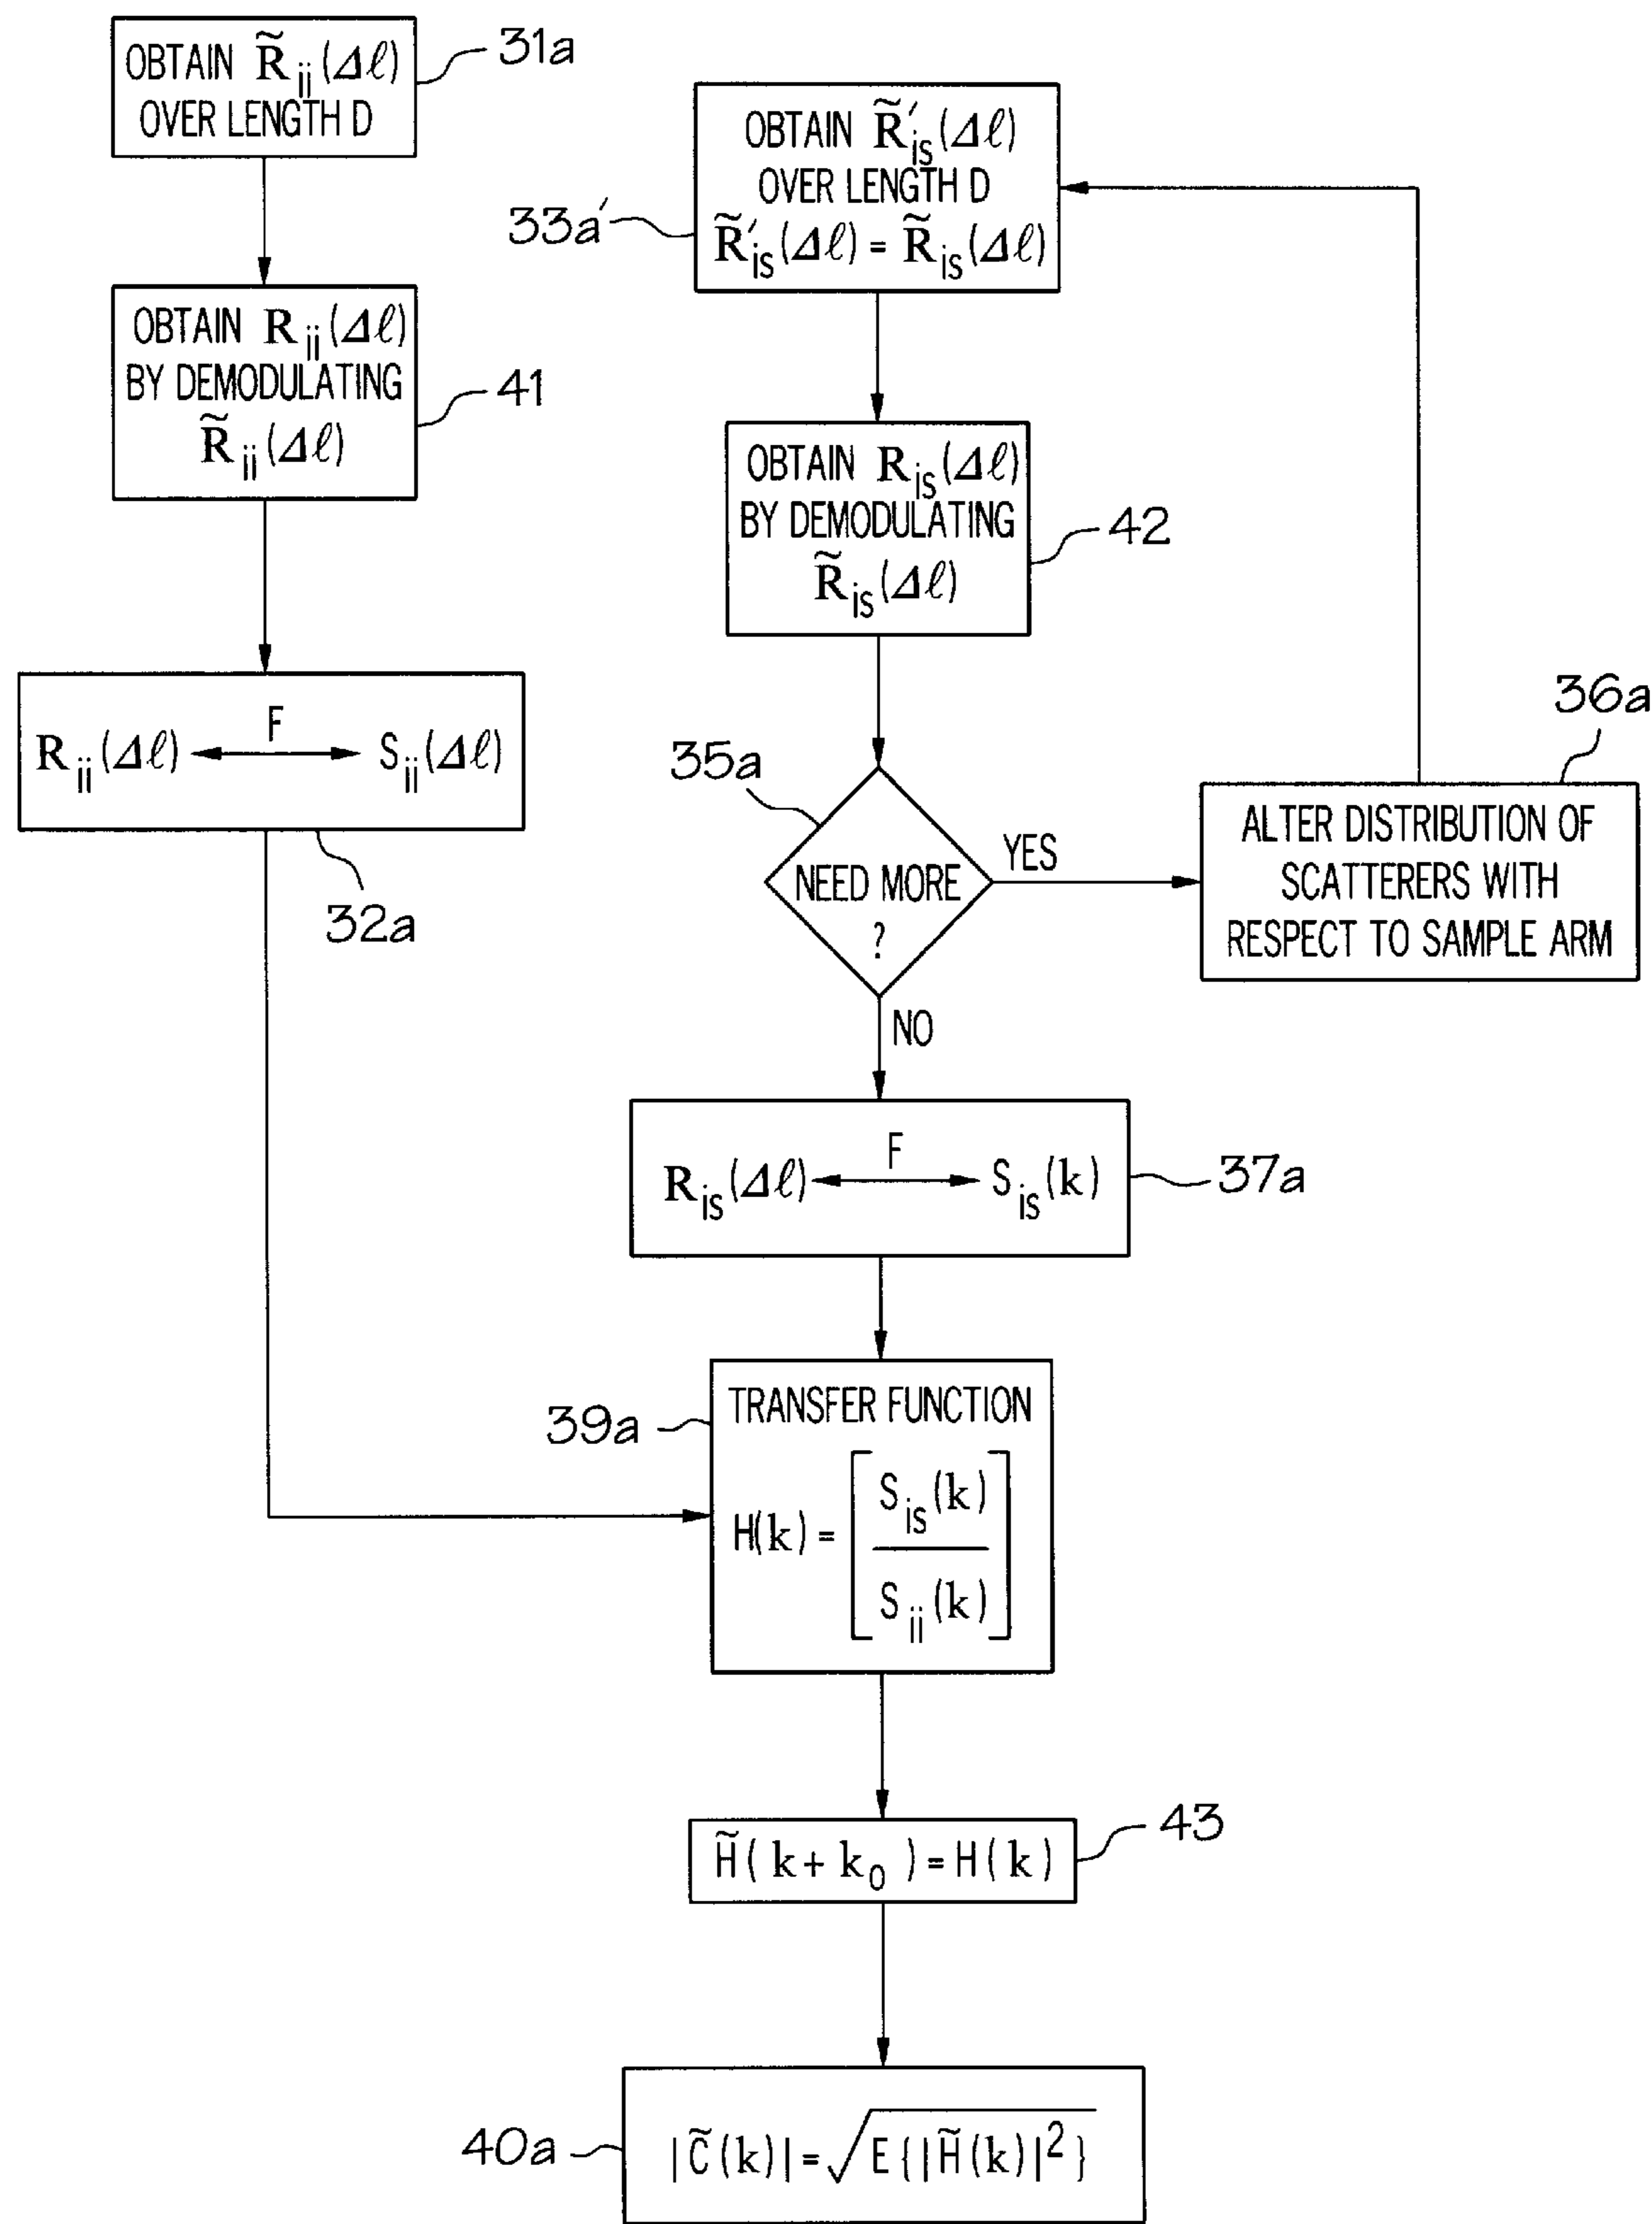 OBTAIN R̃ii(Δℓ)
OVER LENGTH D
31a
OBTAIN Rii(Δℓ)
BY DEMODULATING
R̃ii(Δℓ)
41
F
Rii(Δℓ) ⟷ Sii(Δℓ)
32a
OBTAIN R̃′is(Δℓ)
OVER LENGTH D
R̃′is(Δℓ) = R̃is(Δℓ)
33a′
OBTAIN Ris(Δℓ)
BY DEMODULATING
R̃is(Δℓ)
42
35a
NEED MORE
?
YES
36a
ALTER DISTRIBUTION OF
SCATTERERS WITH
RESPECT TO SAMPLE ARM
NO
F
Ris(Δℓ) ⟷ Sis(k)
37a
39a
TRANSFER FUNCTION
H(k) = [Sis(k) / Sii(k)]
H̃(k+k₀) = H(k)
43
40a
|C̃(k)| = √E{|H̃(k)|²}